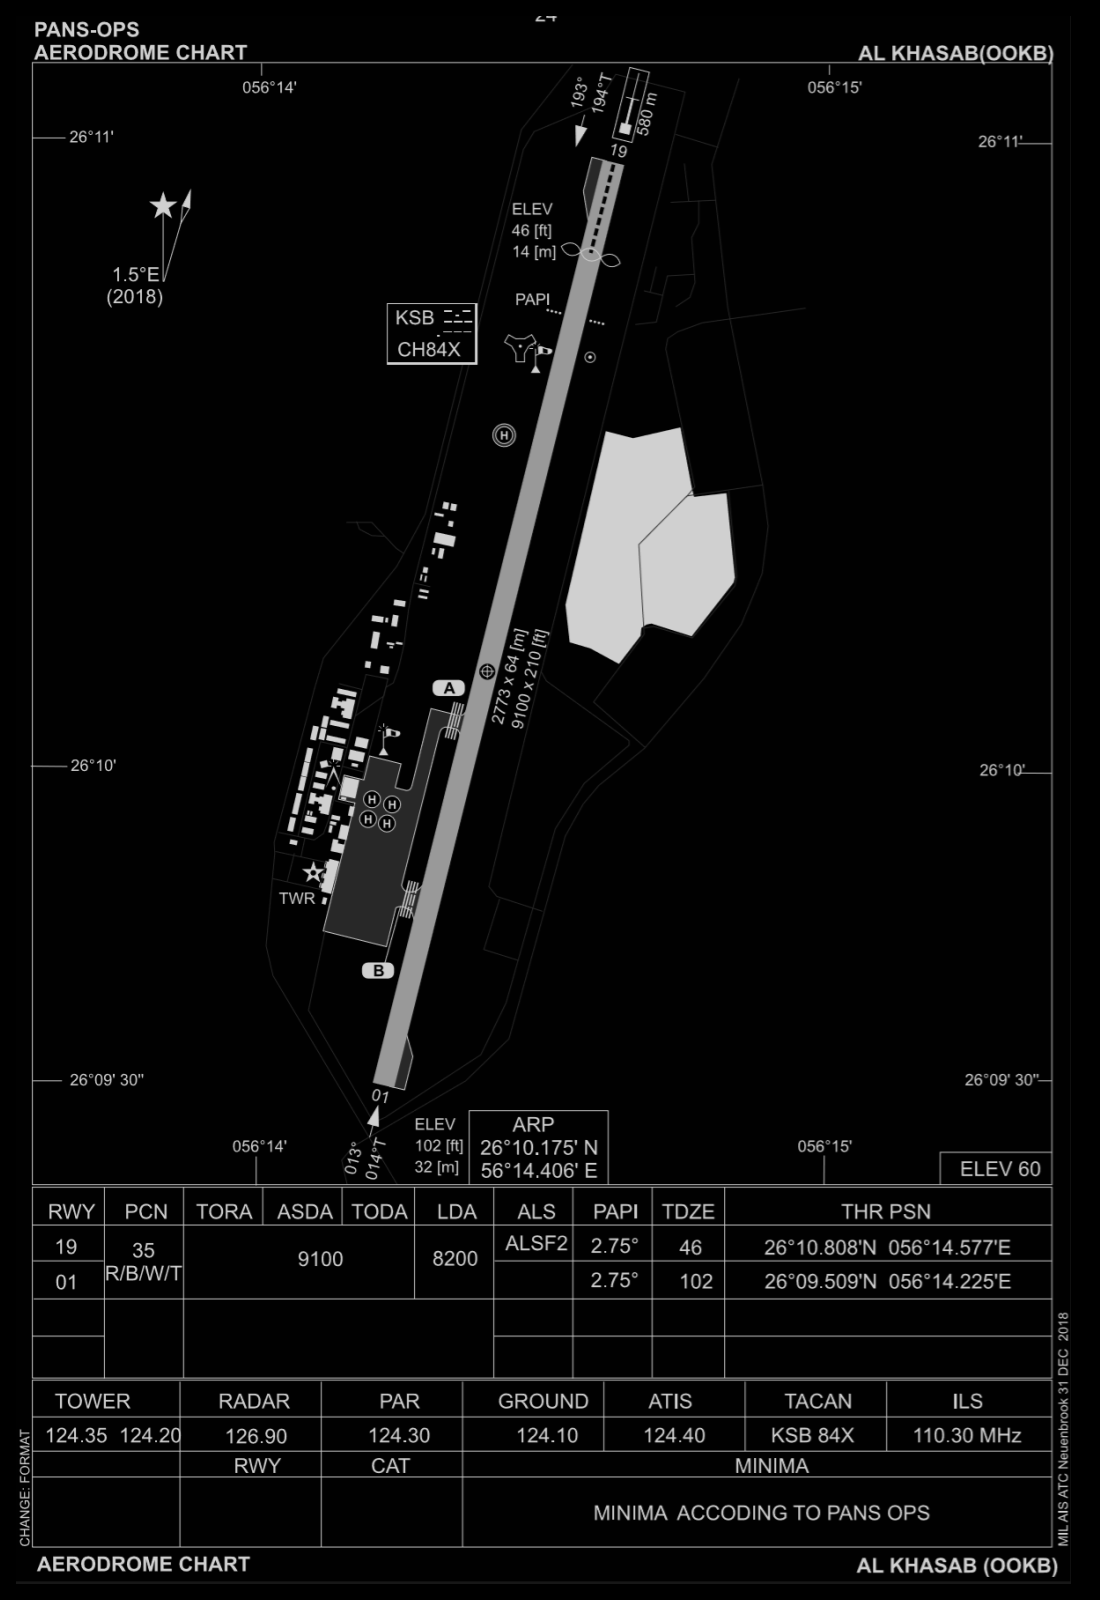 24
PANS-OPS
AERODROME CHART
AL KHASAB(OOKB)
056°14'
056°15'
193°
194°T
580 m
26°11'
26°11'
19
ELEV
46 [ft]
14 [m]
1.5°E
(2018)
PAPI
KSB
CH84X
H
2773 x 64 [m]
9100 x 210 [ft]
A
26°10'
26°10'
H
H
H
H
TWR
B
26°09' 30"
26°09' 30"
01
013°
014°T
ELEV
102 [ft]
32 [m]
ARP
26°10.175' N
56°14.406' E
056°14'
056°15'
ELEV 60
RWY PCN TORA ASDA TODA LDA ALS PAPI TDZE THR PSN
19 35 R/B/W/T 9100 8200 ALSF2 2.75° 46 26°10.808'N 056°14.577'E
01 2.75° 102 26°09.509'N 056°14.225'E
TOWER RADAR PAR GROUND ATIS TACAN ILS
124.35 124.20 126.90 124.30 124.10 124.40 KSB 84X 110.30 MHz
RWY CAT MINIMA
MINIMA ACCODING TO PANS OPS
CHANGE: FORMAT
MIL AIS ATC Neuenbrook 31 DEC 2018
AERODROME CHART
AL KHASAB (OOKB)